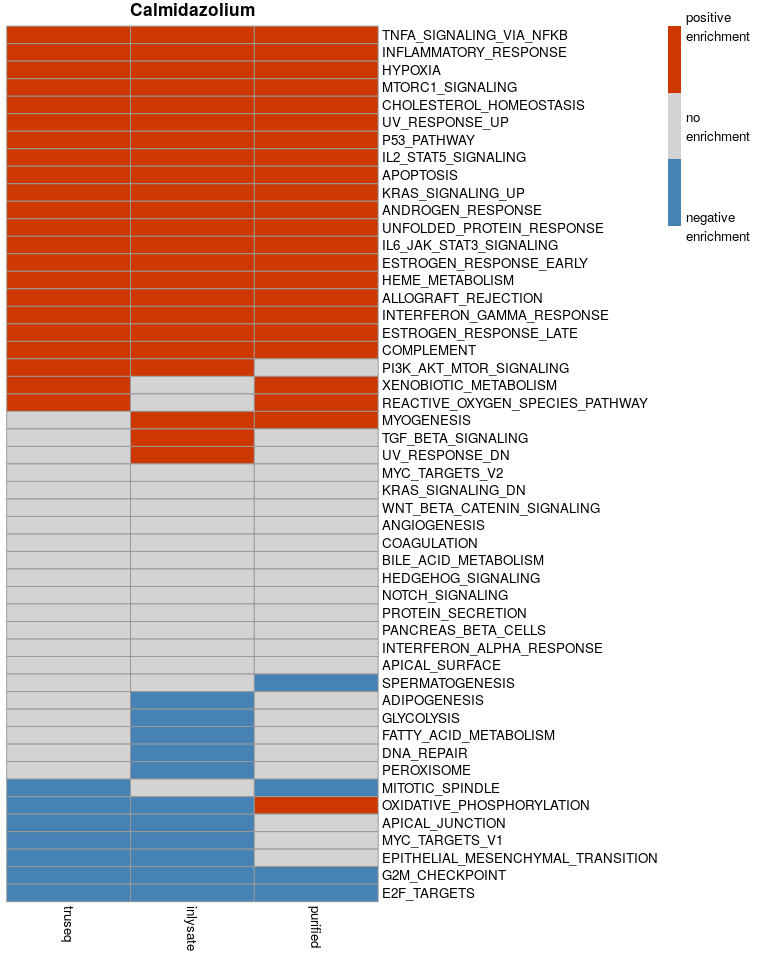 Calmidazolium
TNFA_SIGNALING_VIA_NFKB
INFLAMMATORY_RESPONSE
HYPOXIA
MTORC1_SIGNALING
CHOLESTEROL_HOMEOSTASIS
UV_RESPONSE_UP
P53_PATHWAY
IL2_STAT5_SIGNALING
APOPTOSIS
KRAS_SIGNALING_UP
ANDROGEN_RESPONSE
UNFOLDED_PROTEIN_RESPONSE
IL6_JAK_STAT3_SIGNALING
ESTROGEN_RESPONSE_EARLY
HEME_METABOLISM
ALLOGRAFT_REJECTION
INTERFERON_GAMMA_RESPONSE
ESTROGEN_RESPONSE_LATE
COMPLEMENT
PI3K_AKT_MTOR_SIGNALING
XENOBIOTIC_METABOLISM
REACTIVE_OXYGEN_SPECIES_PATHWAY
MYOGENESIS
TGF_BETA_SIGNALING
UV_RESPONSE_DN
MYC_TARGETS_V2
KRAS_SIGNALING_DN
WNT_BETA_CATENIN_SIGNALING
ANGIOGENESIS
COAGULATION
BILE_ACID_METABOLISM
HEDGEHOG_SIGNALING
NOTCH_SIGNALING
PROTEIN_SECRETION
PANCREAS_BETA_CELLS
INTERFERON_ALPHA_RESPONSE
APICAL_SURFACE
SPERMATOGENESIS
ADIPOGENESIS
GLYCOLYSIS
FATTY_ACID_METABOLISM
DNA_REPAIR
PEROXISOME
MITOTIC_SPINDLE
OXIDATIVE_PHOSPHORYLATION
APICAL_JUNCTION
MYC_TARGETS_V1
EPITHELIAL_MESENCHYMAL_TRANSITION
G2M_CHECKPOINT
E2F_TARGETS
truseq
inlysate
purified
positive
enrichment
no
enrichment
negative
enrichment